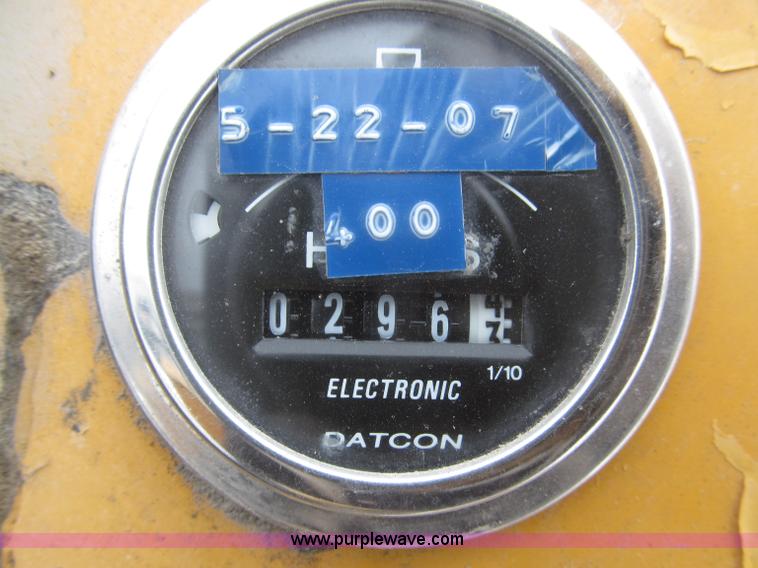 5-22-07
400
0296
1/10
ELECTRONIC
DATCON
www.purplewave.com